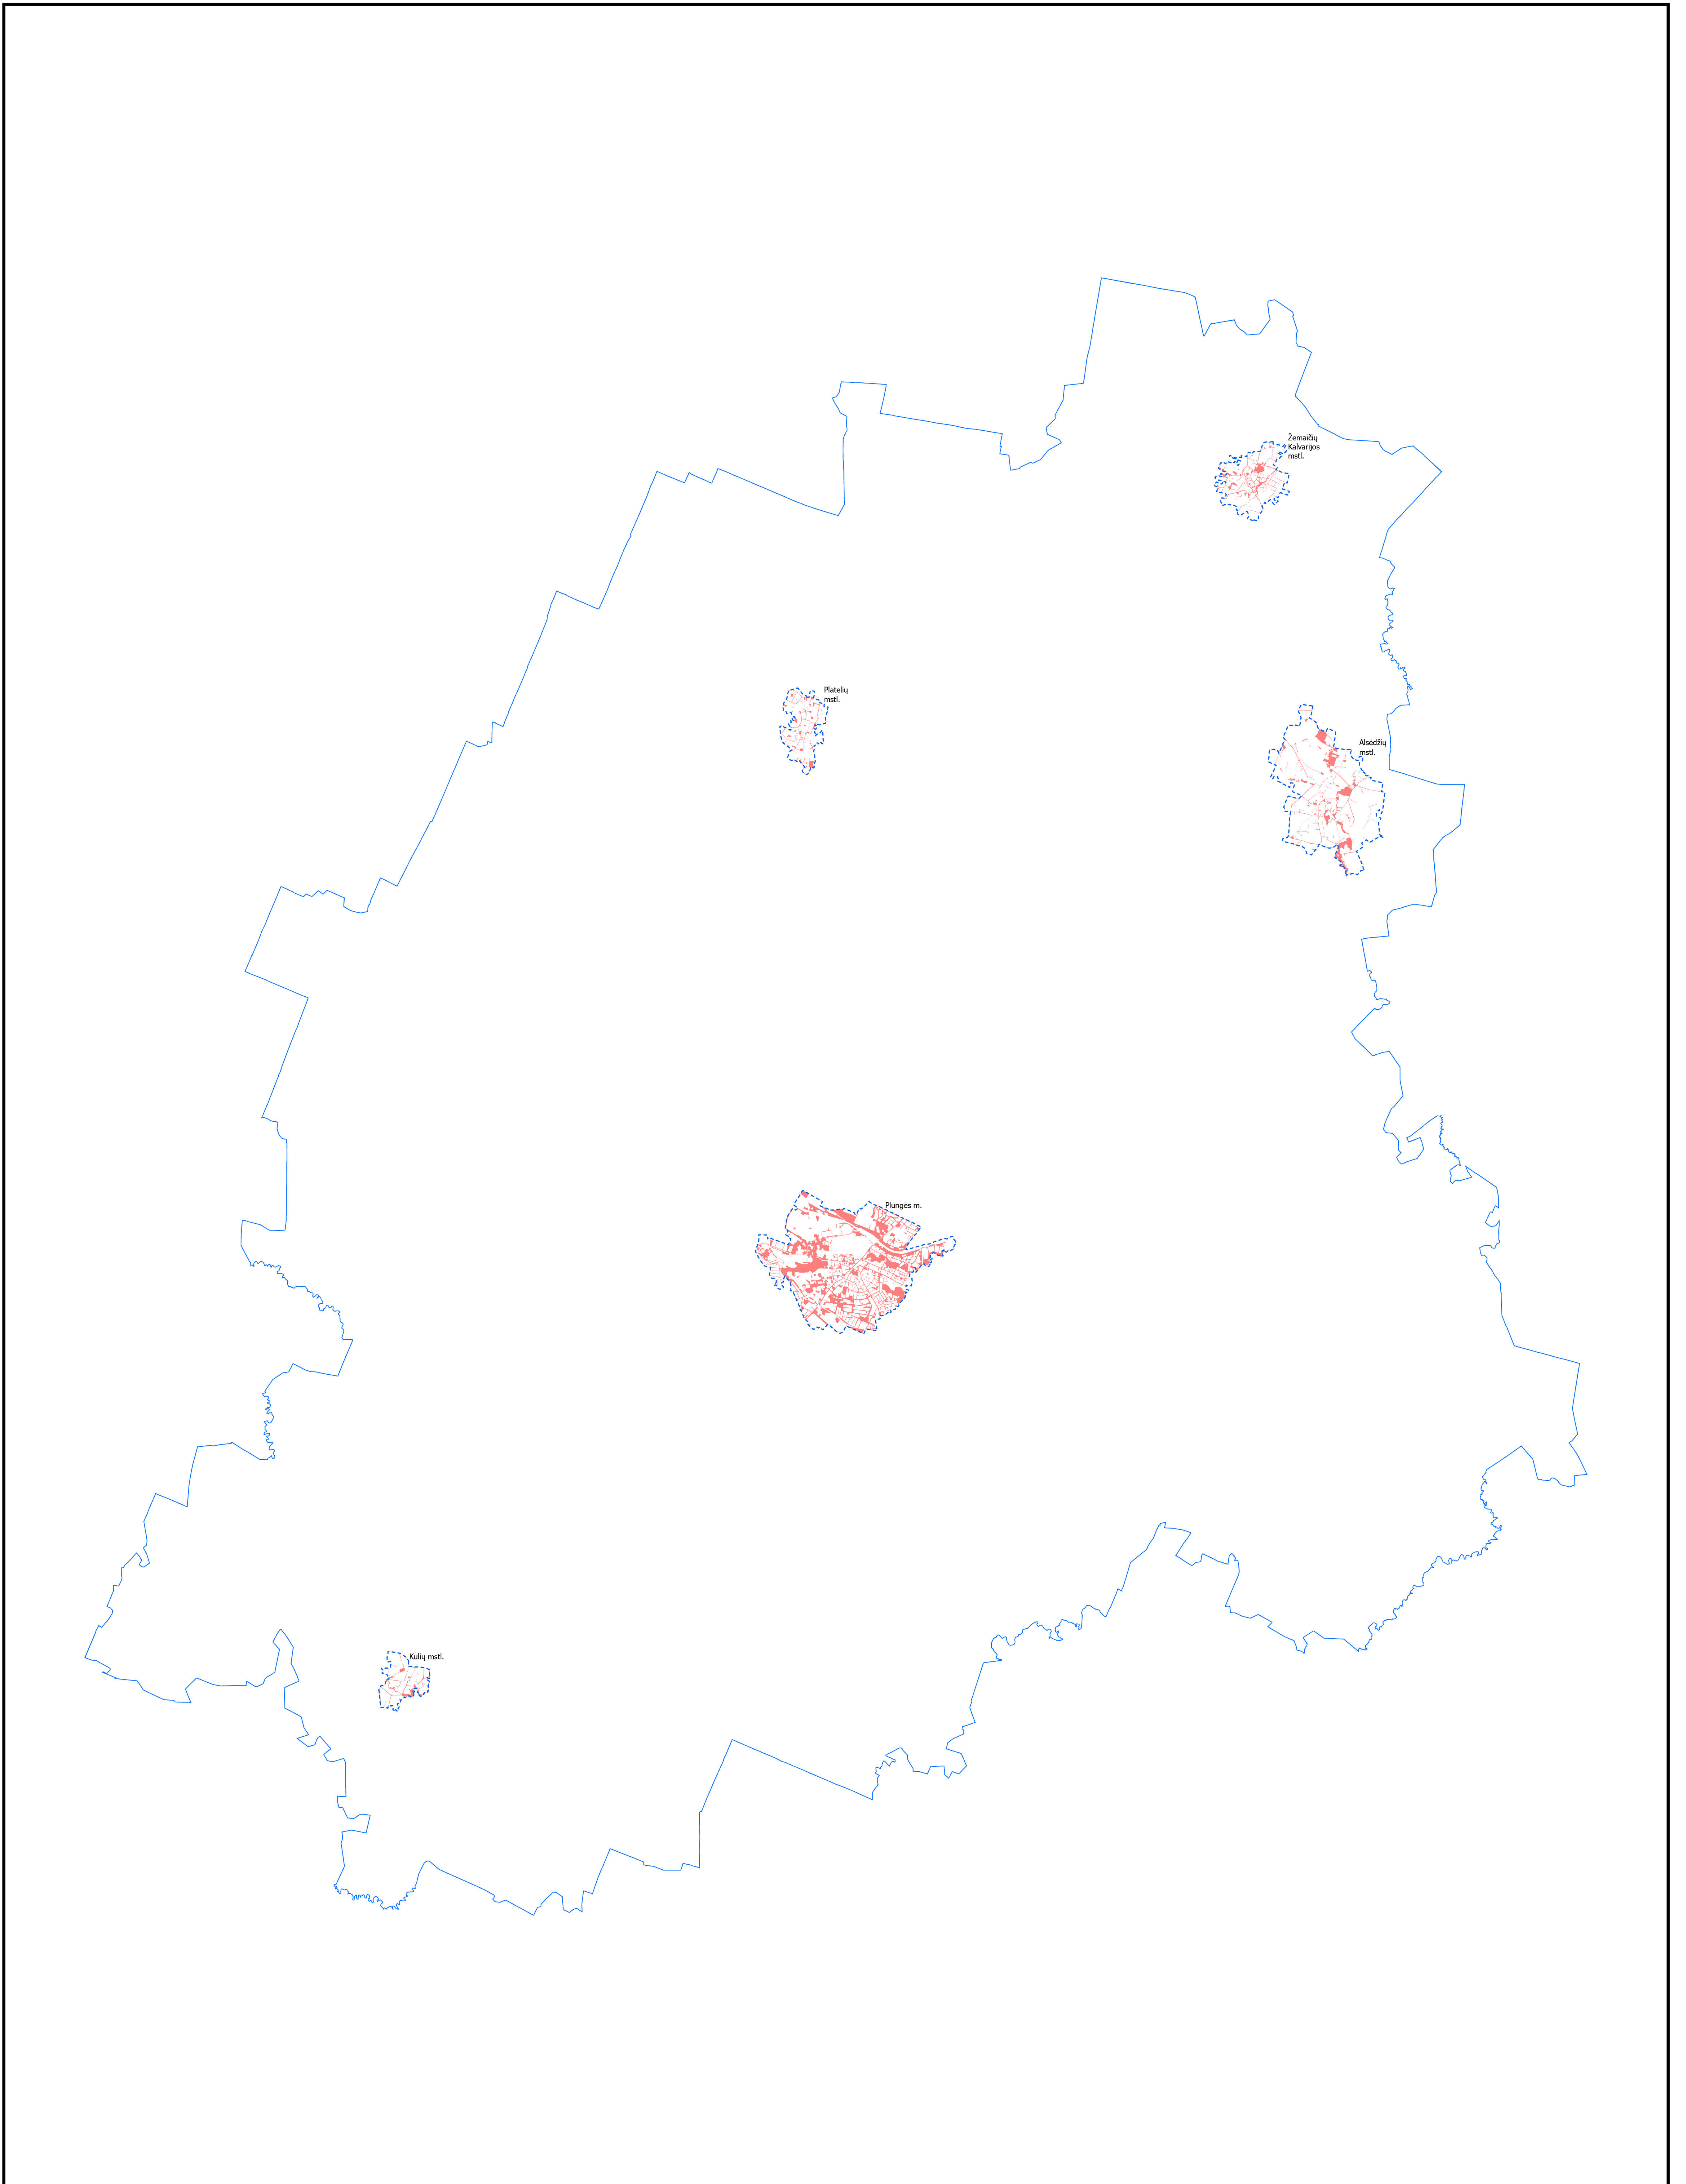 Žemaičių
Kalvarijos
mstl.
Platelių
mstl.
Alsėdžių
mstl.
Plungės m.
Kulių mstl.